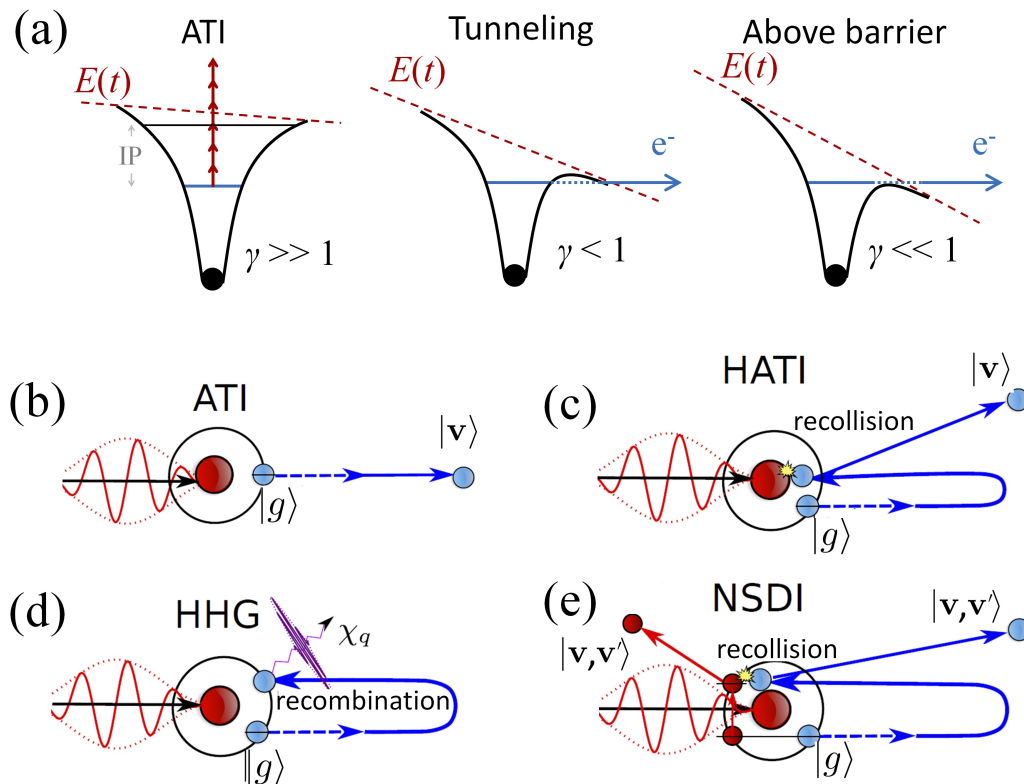 (a)
ATI
Tunneling
Above barrier
E(t)
E(t)
E(t)
IP
e-
e-
γ >> 1
γ < 1
γ << 1
(b)
ATI
|v⟩
|g⟩
(c)
HATI
|v⟩
recollision
|g⟩
(d)
HHG
χq
recombination
‖g⟩
(e)
NSDI
|v,v′⟩
|v,v′⟩
recollision
|g⟩